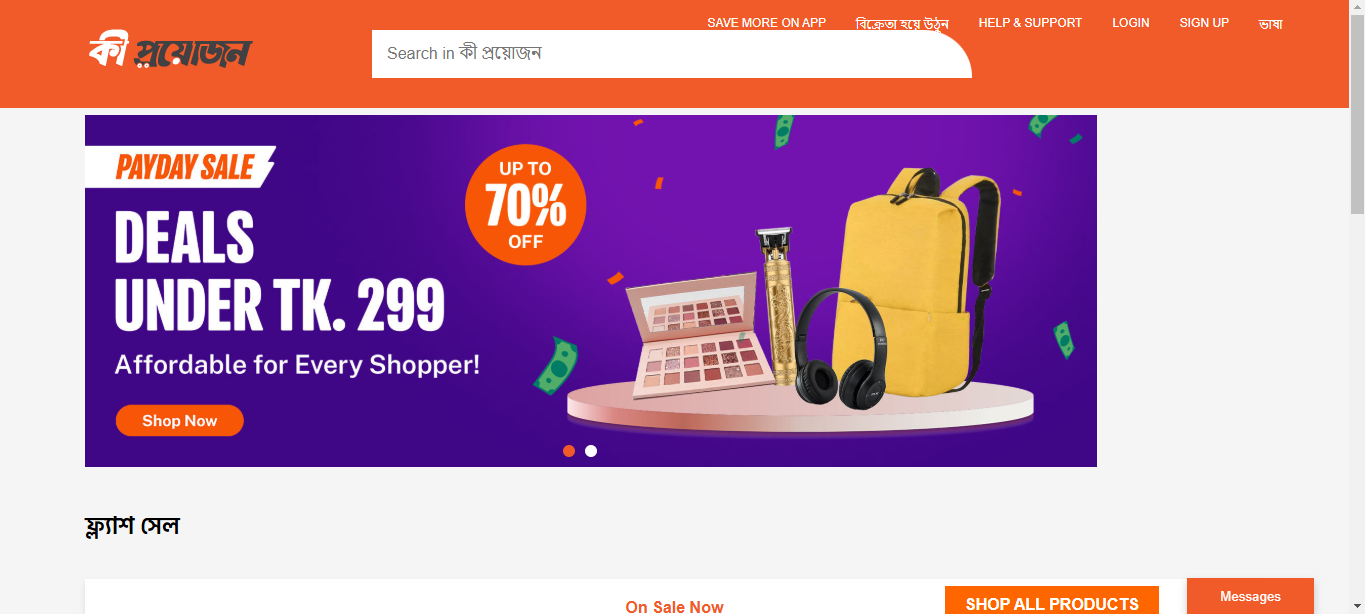 SAVE MORE ON APP বিক্রেতা হয়ে উঠুন HELP & SUPPORT LOGIN SIGN UP ভাষা
কী প্রয়োজন
Search in কী প্রয়োজন
PAYDAY SALE
UP TO
70%
OFF
DEALS
UNDER TK. 299
Affordable for Every Shopper!
Shop Now
ফ্ল্যাশ সেল
On Sale Now
SHOP ALL PRODUCTS
Messages